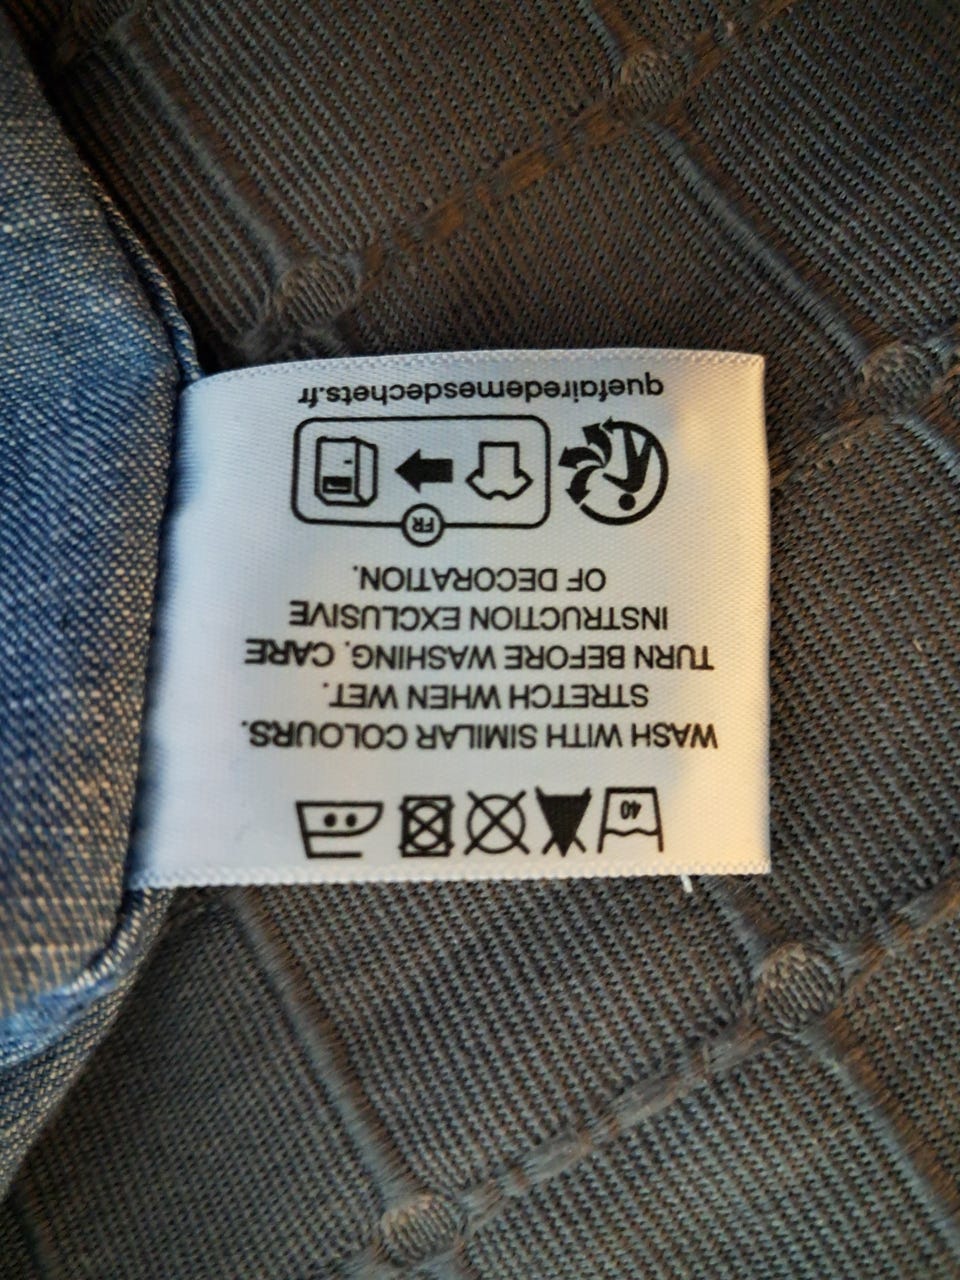 40
WASH WITH SIMILAR COLOURS.
STRETCH WHEN WET.
TURN BEFORE WASHING. CARE
INSTRUCTION EXCLUSIVE
OF DECORATION.
FR
quefairedemesdechets.fr